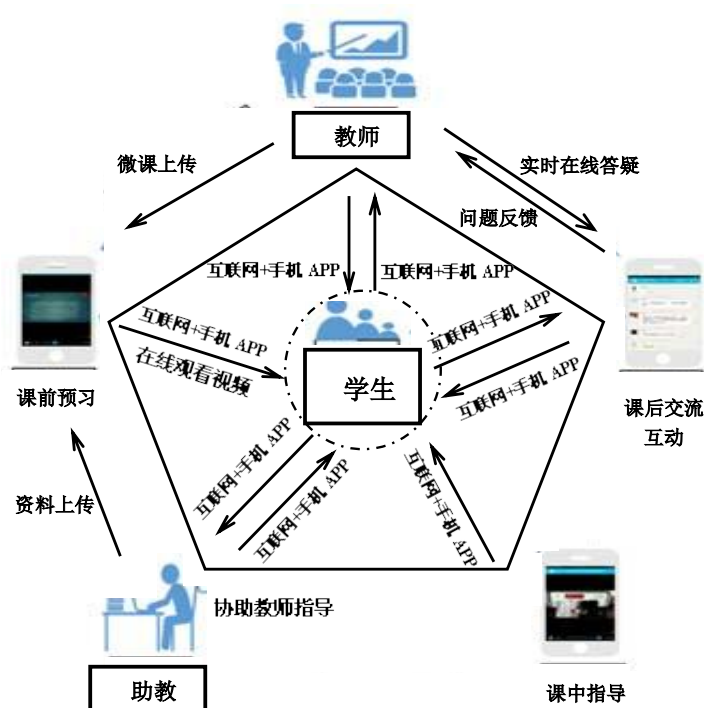 教师
微课上传
实时在线答疑
问题反馈
互联网+手机 APP
互联网+手机 APP
互联网+手机 APP
在线观看视频
互联网+手机 APP
互联网+手机 APP
学生
课前预习
课后交流
互动
互联网+手机 APP
互联网+手机 APP
互联网+手机 APP
资料上传
协助教师指导
助教
课中指导